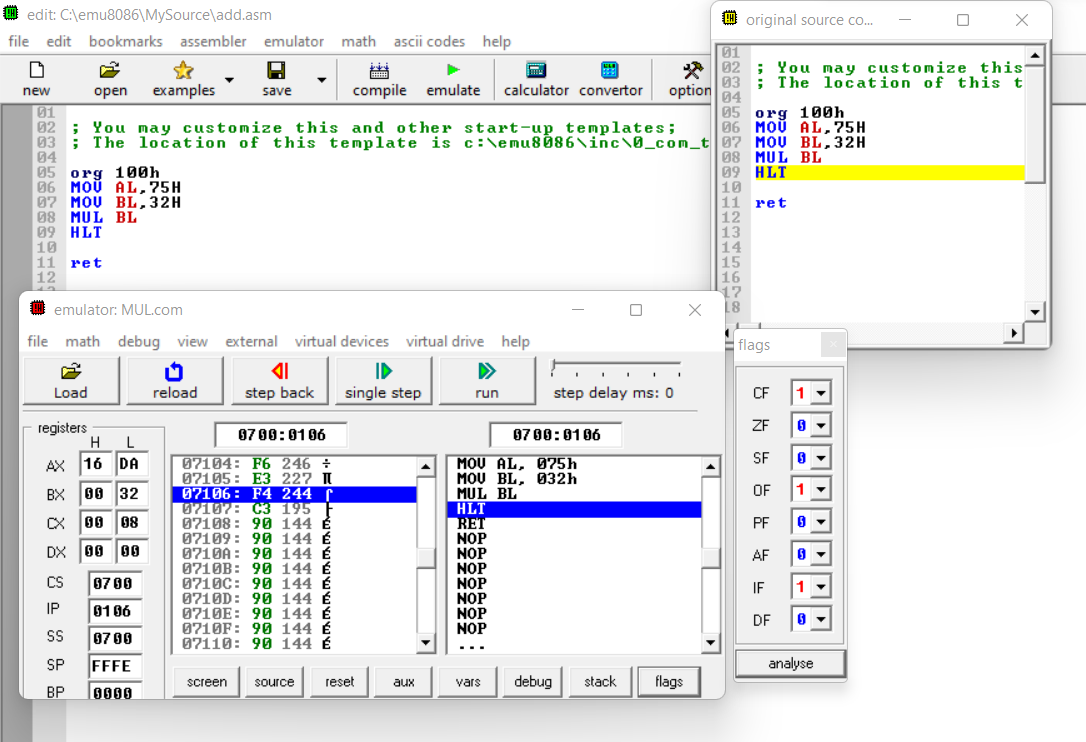 edit: C:\emu8086\MySource\add.asm
file edit bookmarks assembler emulator math ascii codes help
new open examples save compile emulate calculator convertor option
01
02 ; You may customize this and other start-up templates;
03 ; The location of this template is c:\emu8086\inc\0_com_t
04
05 org 100h
06 MOV AL,75H
07 MOV BL,32H
08 MUL BL
09 HLT
10
11 ret
12
original source co...
01
02 ; You may customize this
03 ; The location of this t
04
05 org 100h
06 MOV AL,75H
07 MOV BL,32H
08 MUL BL
09 HLT
10
11 ret
12
13
14
15
16
17
18
emulator: MUL.com
file math debug view external virtual devices virtual drive help
Load reload step back single step run step delay ms: 0
registers
H L
AX 16 DA
BX 00 32
CX 00 08
DX 00 00
CS 0700
IP 0106
SS 0700
SP FFFE
BP 0000
0700:0106
07104: F6 246 ÷
07105: E3 227 π
07106: F4 244 ⌠
07107: C3 195 ├
07108: 90 144 É
07109: 90 144 É
0710A: 90 144 É
0710B: 90 144 É
0710C: 90 144 É
0710D: 90 144 É
0710E: 90 144 É
0710F: 90 144 É
07110: 90 144 É
0700:0106
MOV AL, 075h
MOV BL, 032h
MUL BL
HLT
RET
NOP
NOP
NOP
NOP
NOP
NOP
NOP
...
screen source reset aux vars debug stack flags
flags
CF 1
ZF 0
SF 0
OF 1
PF 0
AF 0
IF 1
DF 0
analyse